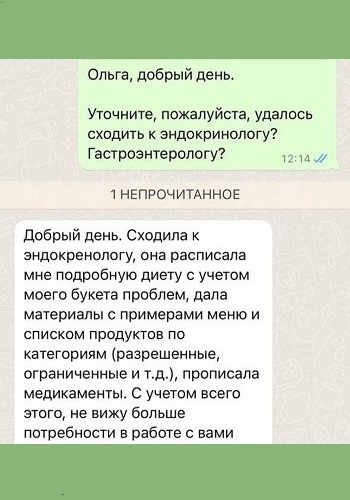 Ольга, добрый день.
Уточните, пожалуйста, удалось
сходить к эндокринологу?
Гастроэнтерологу?
12:14
1 НЕПРОЧИТАННОЕ
Добрый день. Сходила к
эндокренологу, она расписала
мне подробную диету с учетом
моего букета проблем, дала
материалы с примерами меню и
списком продуктов по
категориям (разрешенные,
ограниченные и т.д.), прописала
медикаменты. С учетом всего
этого, не вижу больше
потребности в работе с вами